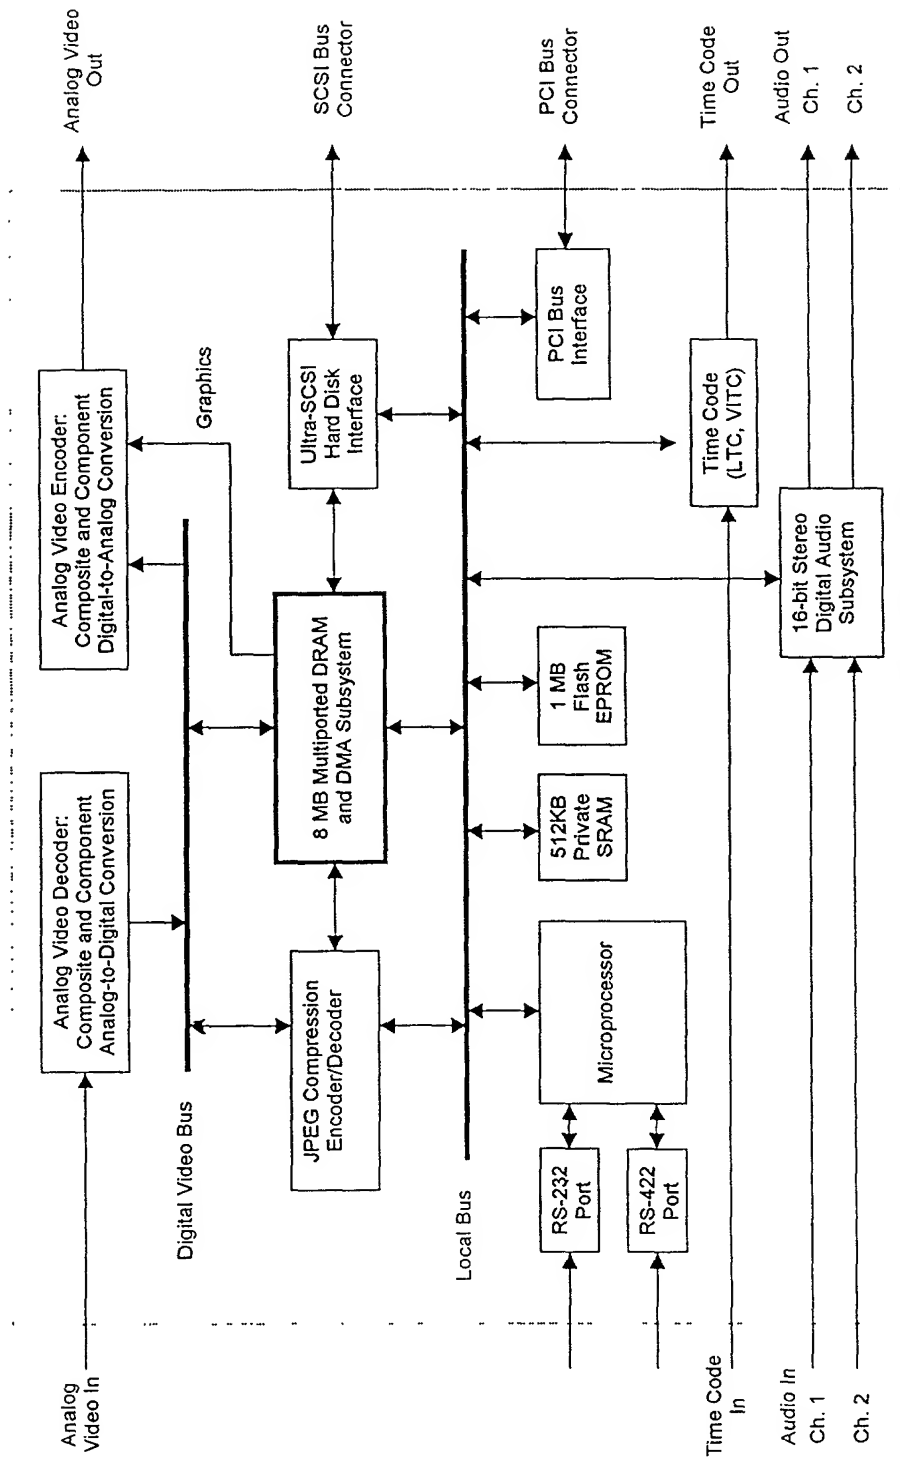 Analog
Video In
Analog Video Decoder:
Composite and Component
Analog-to-Digital Conversion
Analog Video Encoder:
Composite and Component
Digital-to-Analog Conversion
Analog Video
Out
Digital Video Bus
Graphics
JPEG Compression
Encoder/Decoder
8 MB Multiported DRAM
and DMA Subsystem
Ultra-SCSI
Hard Disk
Interface
SCSI Bus
Connector
Local Bus
RS-232
Port
RS-422
Port
Microprocessor
512KB
Private
SRAM
1 MB
Flash
EPROM
PCI Bus
Interface
PCI Bus
Connector
Time Code
In
Time Code
(LTC, VITC)
Time Code
Out
Audio In
Ch. 1
Ch. 2
16-bit Stereo
Digital Audio
Subsystem
Audio Out
Ch. 1
Ch. 2